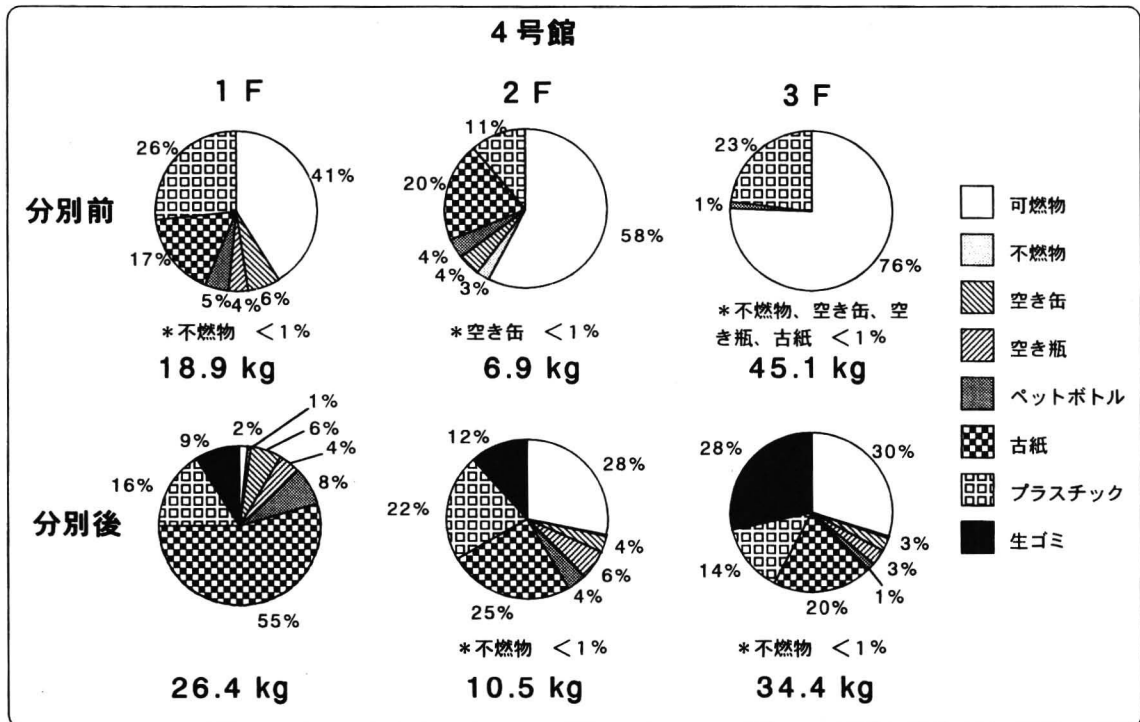 4号館
1 F
2 F
3 F
分別前
26%
41%
17%
5%
4%
6%
*不燃物 <1%
18.9 kg
11%
20%
58%
4%
4%
3%
*空き缶 <1%
6.9 kg
23%
1%
76%
*不燃物、空き缶、空
き瓶、古紙 <1%
45.1 kg
可燃物
不燃物
空き缶
空き瓶
ペットボトル
古紙
プラスチック
生ゴミ
分別後
9%
2%
1%
6%
4%
8%
16%
55%
26.4 kg
12%
28%
22%
4%
6%
4%
25%
*不燃物 <1%
10.5 kg
28%
30%
3%
3%
1%
14%
20%
*不燃物 <1%
34.4 kg